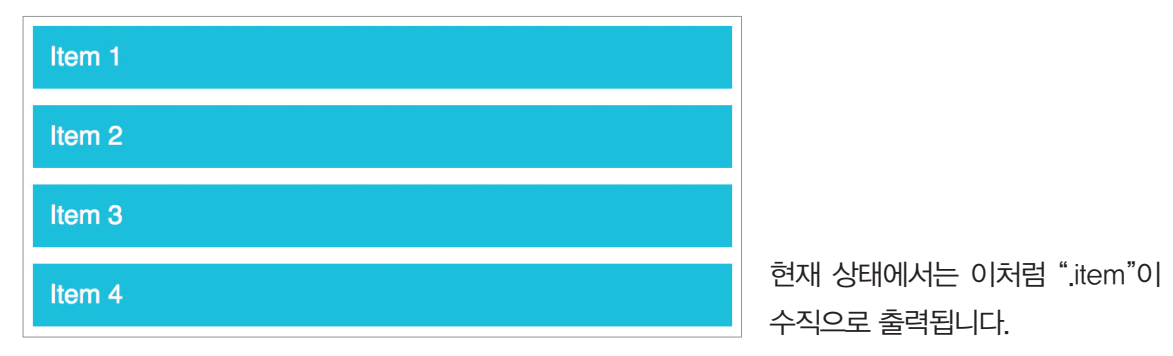 Item 1
Item 2
Item 3
Item 4
현재 상태에서는 이처럼 “.item”이
수직으로 출력됩니다.